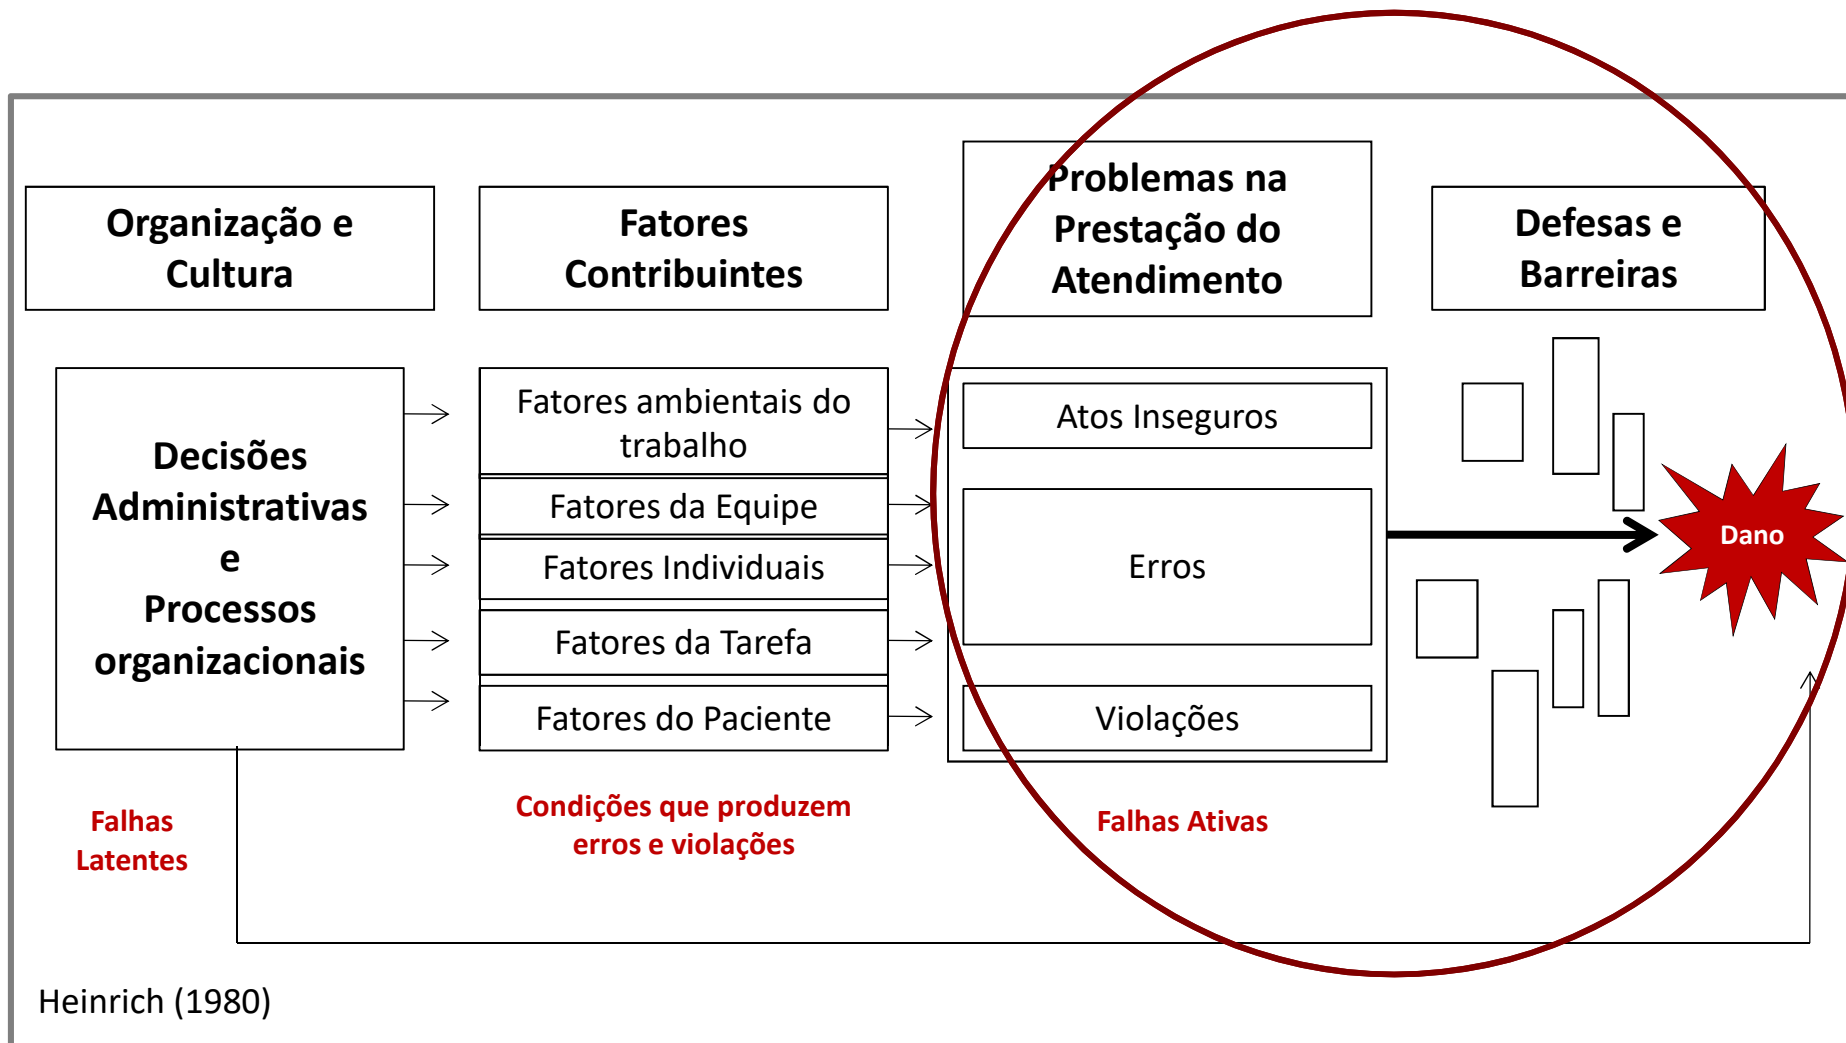 Organização e
Cultura
Fatores
Contribuintes
Problemas na
Prestação do
Atendimento
Defesas e
Barreiras
Decisões
Administrativas
e
Processos
organizacionais
Fatores ambientais do
trabalho
Fatores da Equipe
Fatores Individuais
Fatores da Tarefa
Fatores do Paciente
Atos Inseguros
Erros
Violações
Dano
Falhas
Latentes
Condições que produzem
erros e violações
Falhas Ativas
Heinrich (1980)